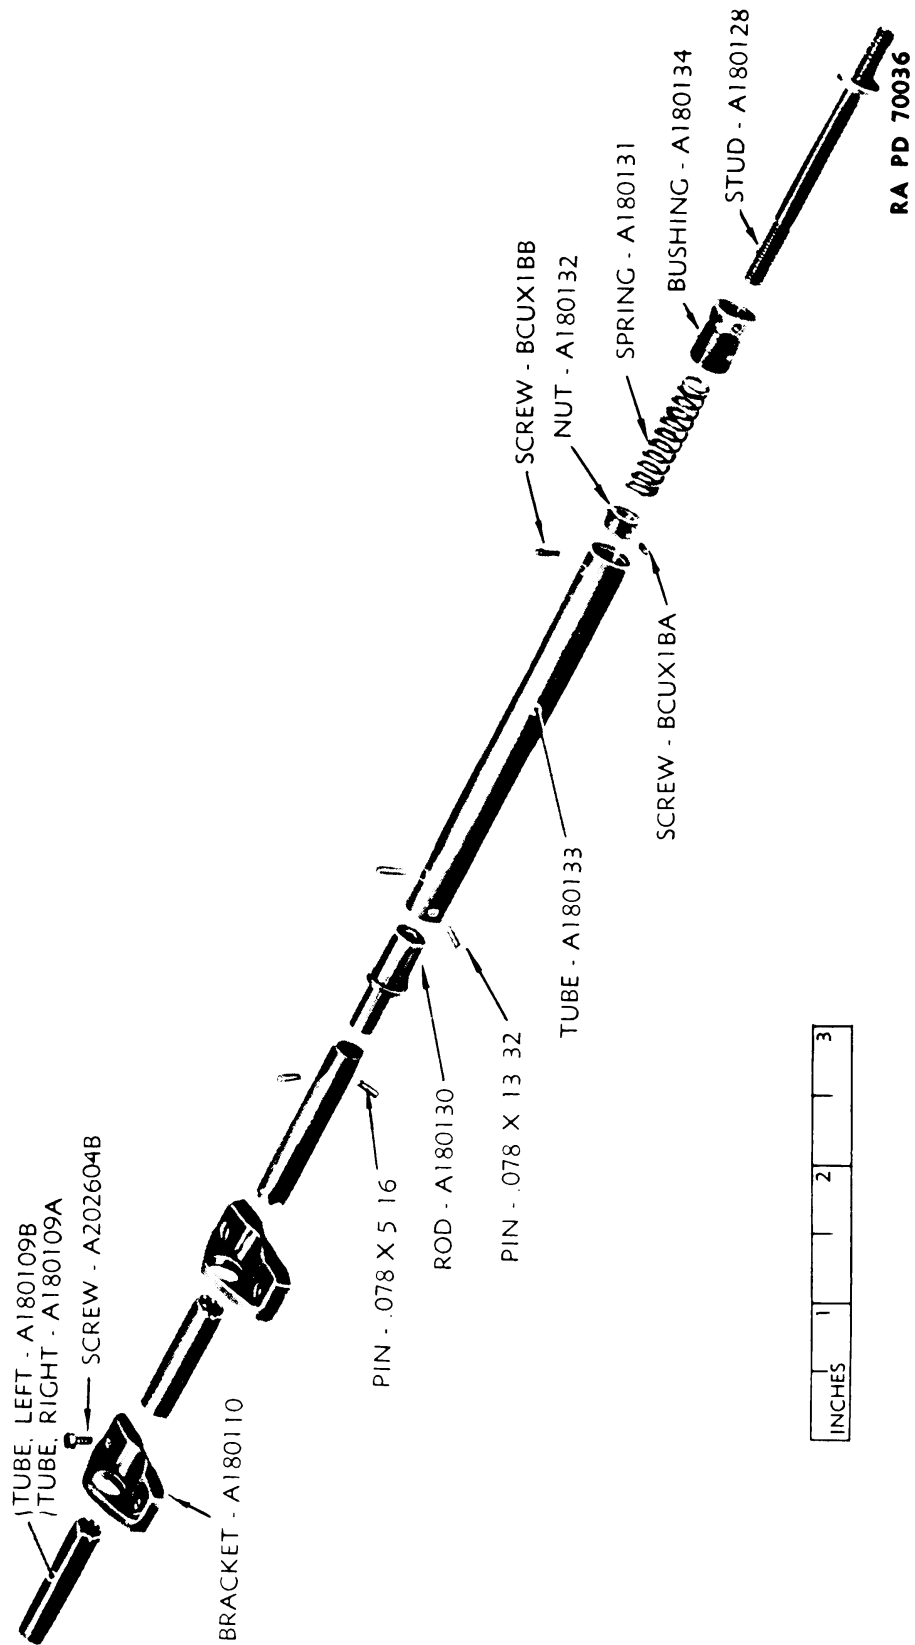 TUBE, LEFT - A180109B
TUBE, RIGHT - A180109A
SCREW - A202604B
BRACKET - A180110
PIN - .078 X 5 16
ROD - A180130
PIN - .078 X 13 32
TUBE - A180133
SCREW - BCUX1BA
SCREW - BCUX1BB
NUT - A180132
SPRING - A180131
BUSHING - A180134
STUD - A180128
INCHES 1 2 3
RA PD 70036